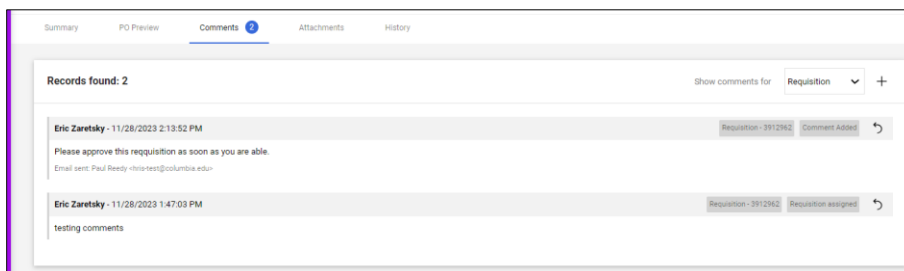 Summary PO Preview Comments 2 Attachments History
Records found: 2 Show comments for Requisition
Eric Zaretsky - 11/28/2023 2:13:52 PM Requisition - 3912962 Comment Added
Please approve this reqquisition as soon as you are able.
Email sent: Paul Reedy <hris-test@columbia.edu>
Eric Zaretsky - 11/28/2023 1:47:03 PM Requisition - 3912962 Requisition assigned
testing comments